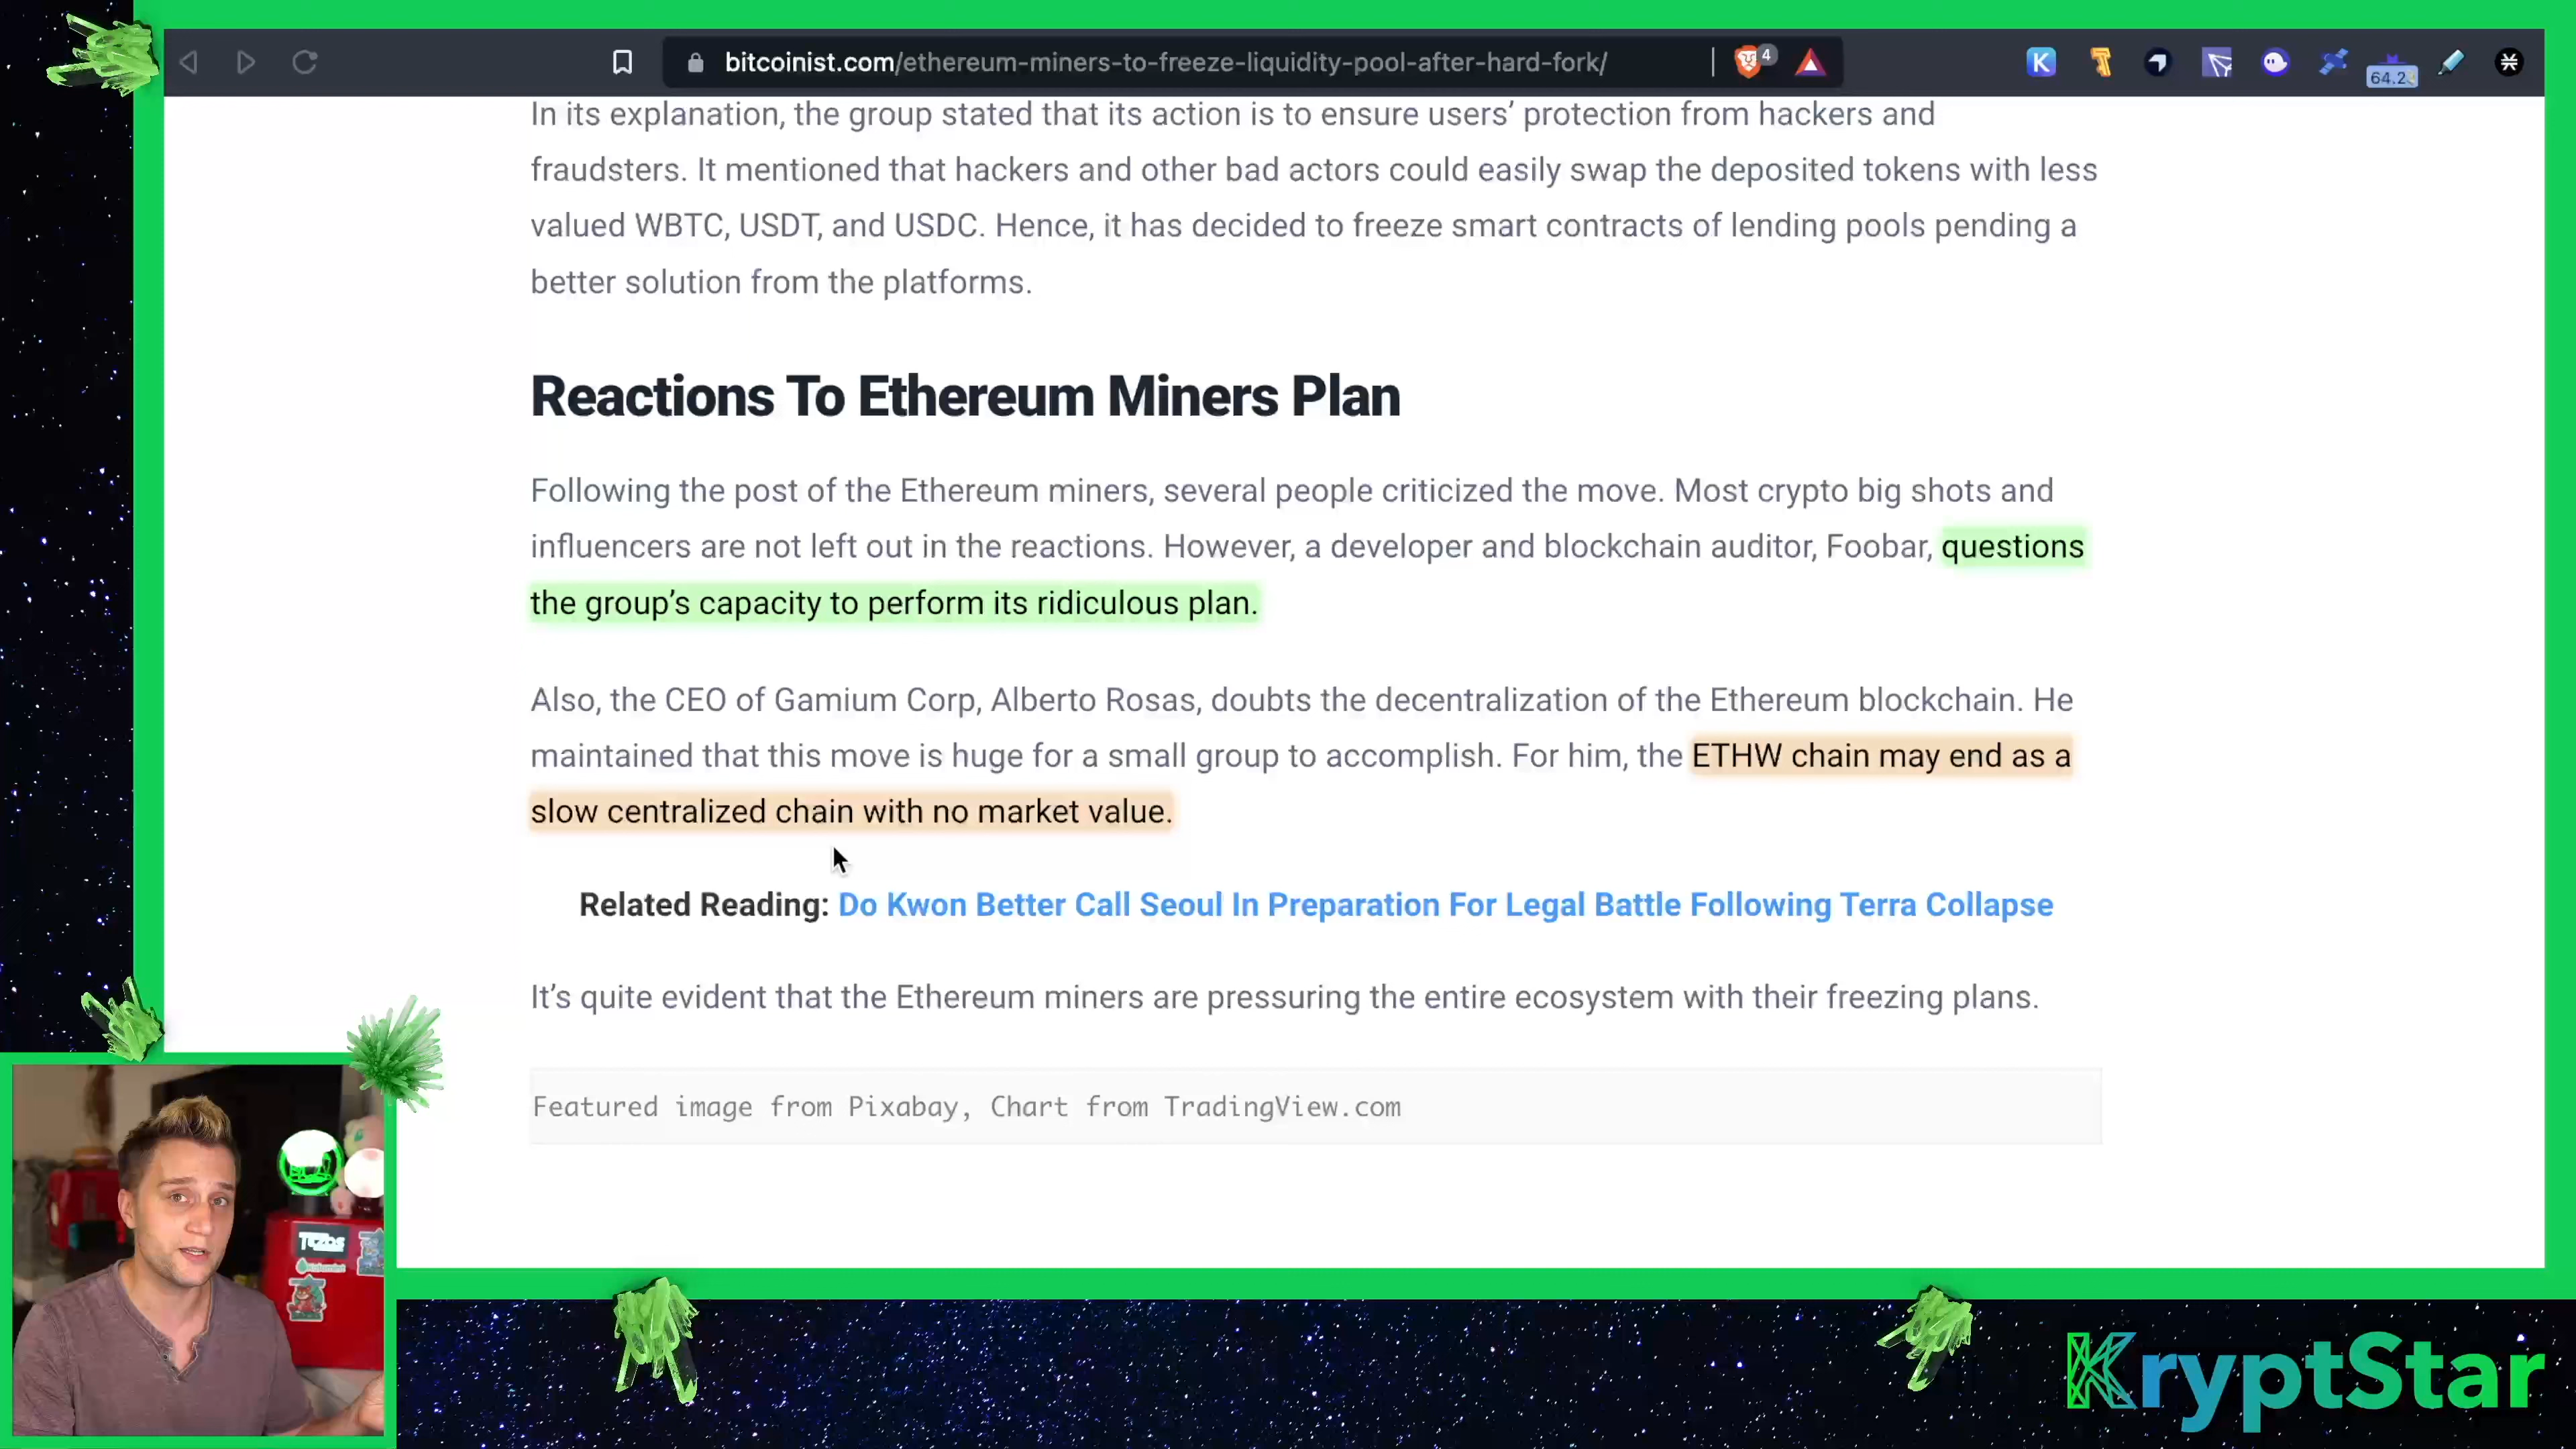 bitcoinist.com/ethereum-miners-to-freeze-liquidity-pool-after-hard-fork/
4
K
64.2
In its explanation, the group stated that its action is to ensure users’ protection from hackers and
fraudsters. It mentioned that hackers and other bad actors could easily swap the deposited tokens with less
valued WBTC, USDT, and USDC. Hence, it has decided to freeze smart contracts of lending pools pending a
better solution from the platforms.
Reactions To Ethereum Miners Plan
Following the post of the Ethereum miners, several people criticized the move. Most crypto big shots and
influencers are not left out in the reactions. However, a developer and blockchain auditor, Foobar, questions
the group’s capacity to perform its ridiculous plan.
Also, the CEO of Gamium Corp, Alberto Rosas, doubts the decentralization of the Ethereum blockchain. He
maintained that this move is huge for a small group to accomplish. For him, the ETHW chain may end as a
slow centralized chain with no market value.
Related Reading: Do Kwon Better Call Seoul In Preparation For Legal Battle Following Terra Collapse
It’s quite evident that the Ethereum miners are pressuring the entire ecosystem with their freezing plans.
Featured image from Pixabay, Chart from TradingView.com
Tezos
KryptStar